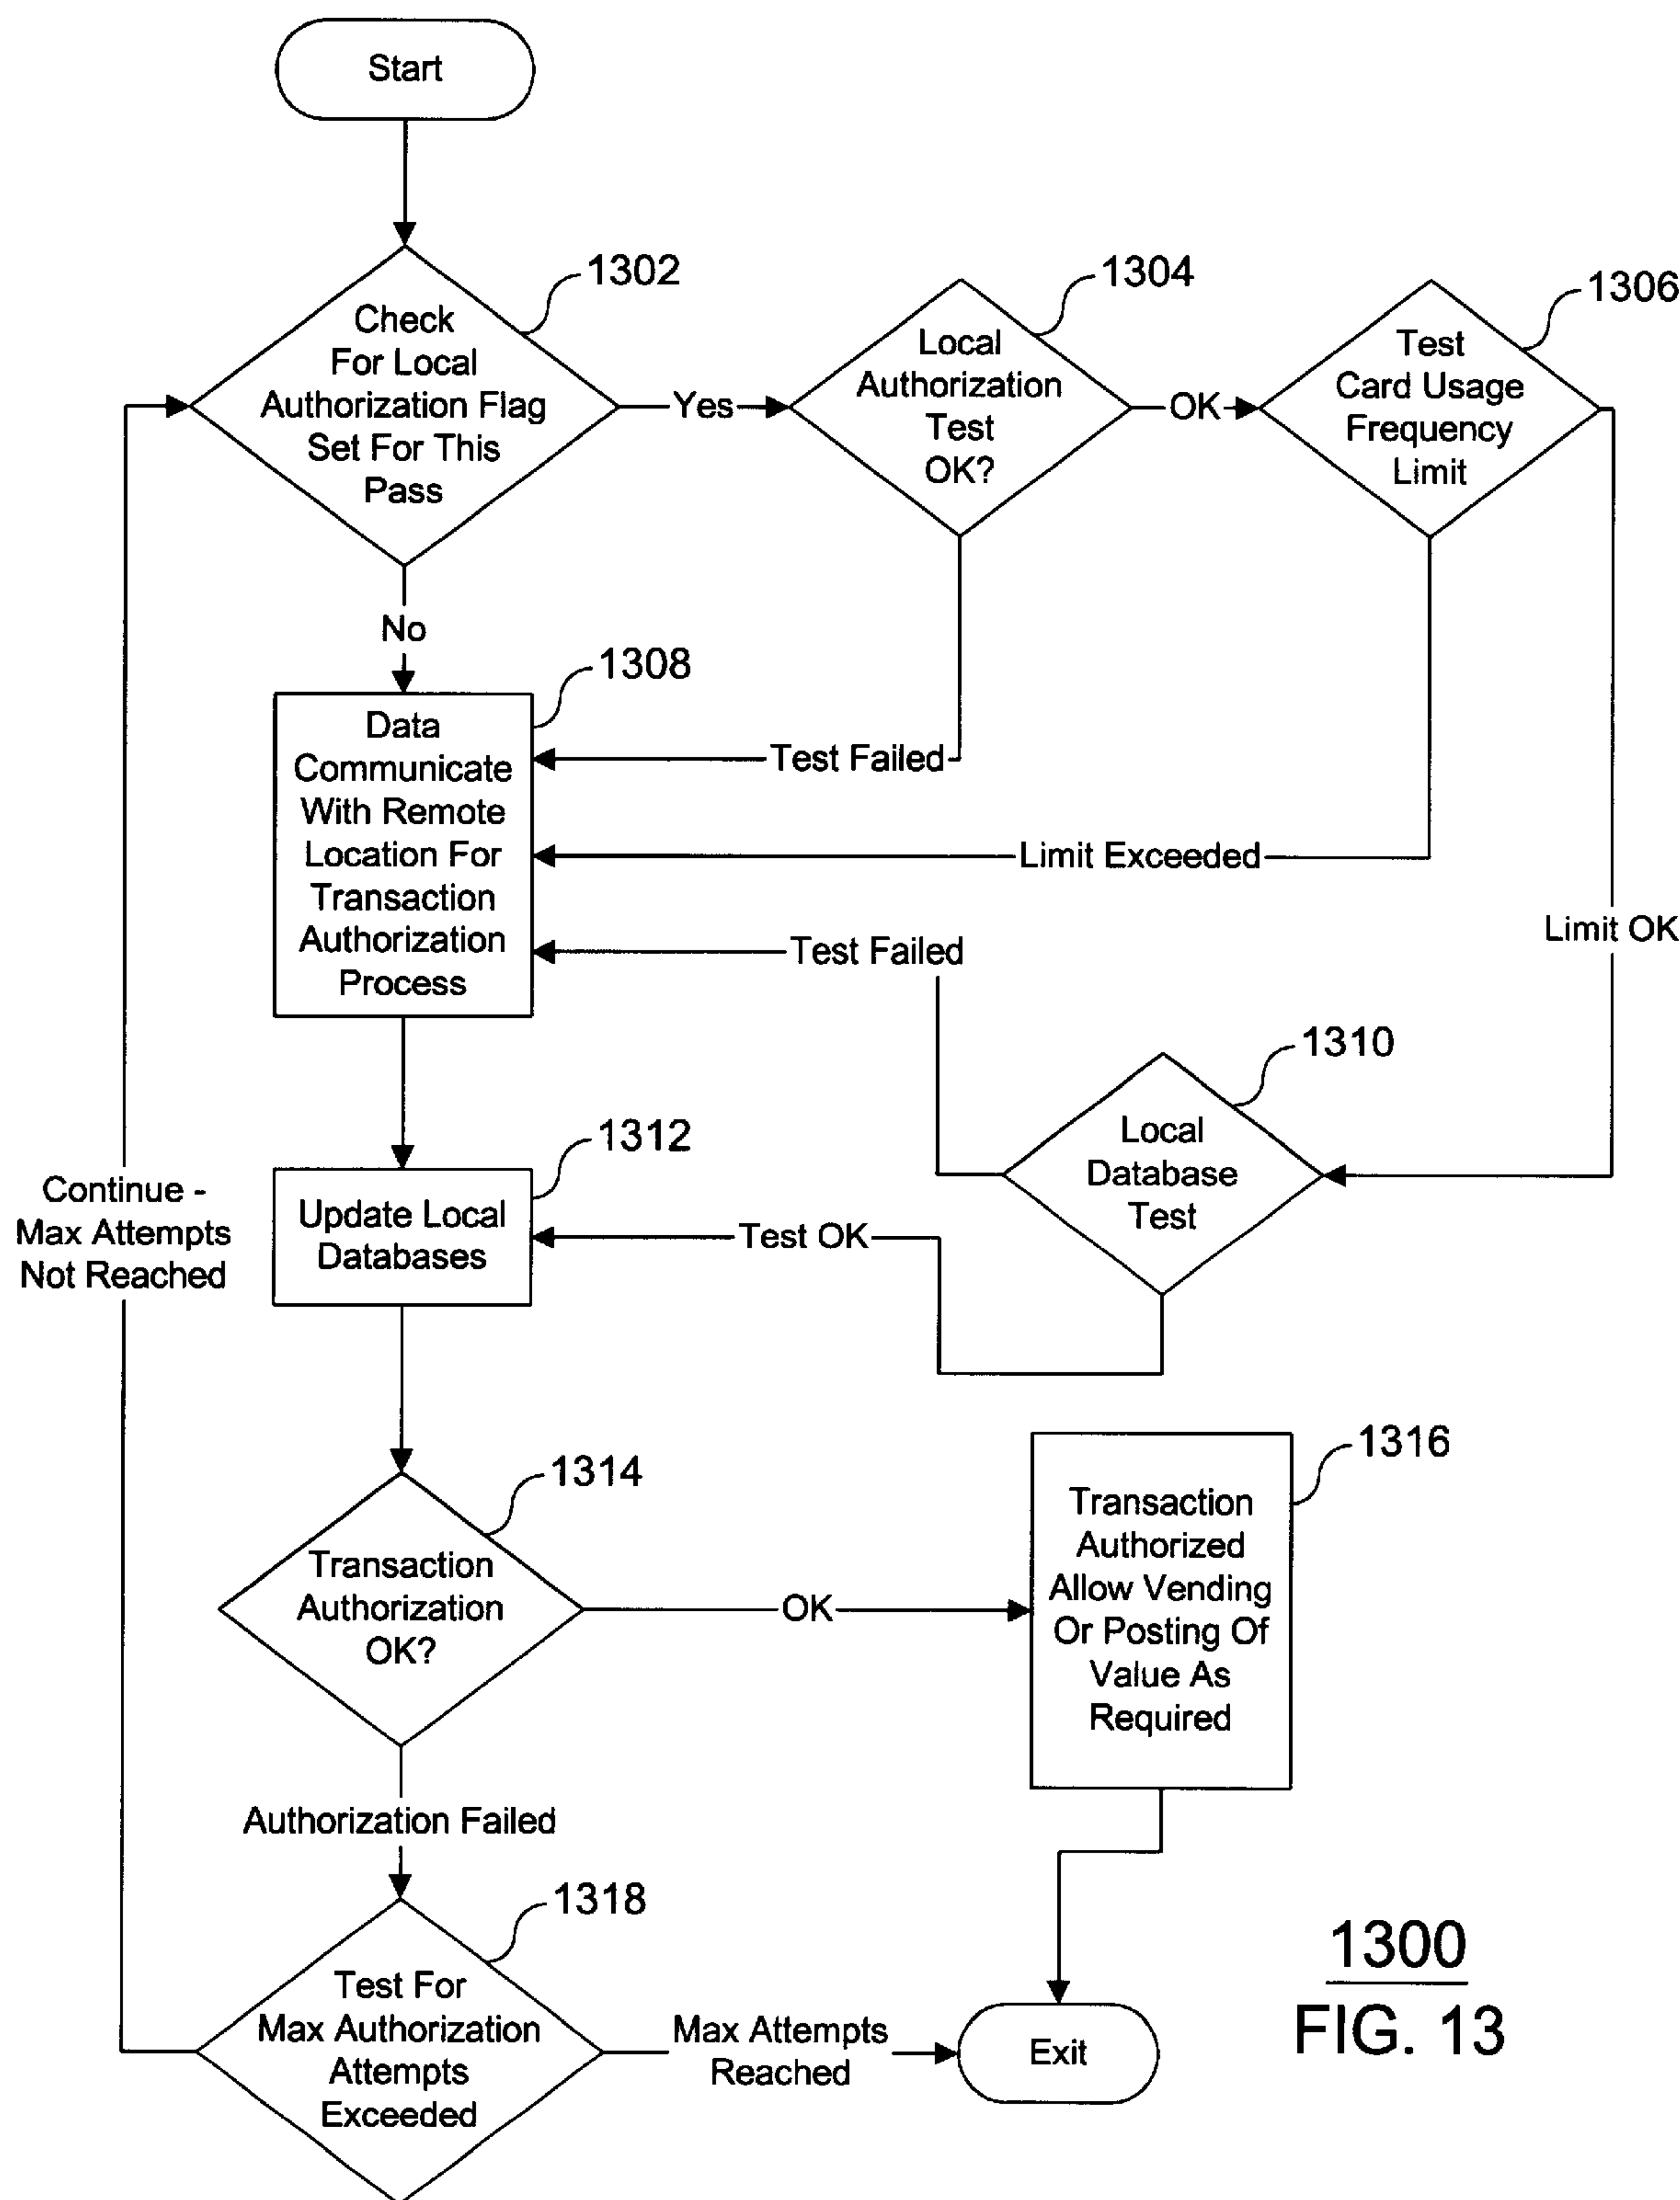 Start
1302
Check
For Local
Authorization Flag
Set For This
Pass
Yes
1304
Local
Authorization
Test
OK?
OK
1306
Test
Card Usage
Frequency
Limit
No
1308
Data
Communicate
With Remote
Location For
Transaction
Authorization
Process
Test Failed
Limit Exceeded
Test Failed
Limit OK
1310
Local
Database
Test
1312
Update Local
Databases
Test OK
Continue -
Max Attempts
Not Reached
1314
Transaction
Authorization
OK?
OK
1316
Transaction
Authorized
Allow Vending
Or Posting Of
Value As
Required
Authorization Failed
1318
Test For
Max Authorization
Attempts
Exceeded
Max Attempts
Reached
Exit
1300
FIG. 13